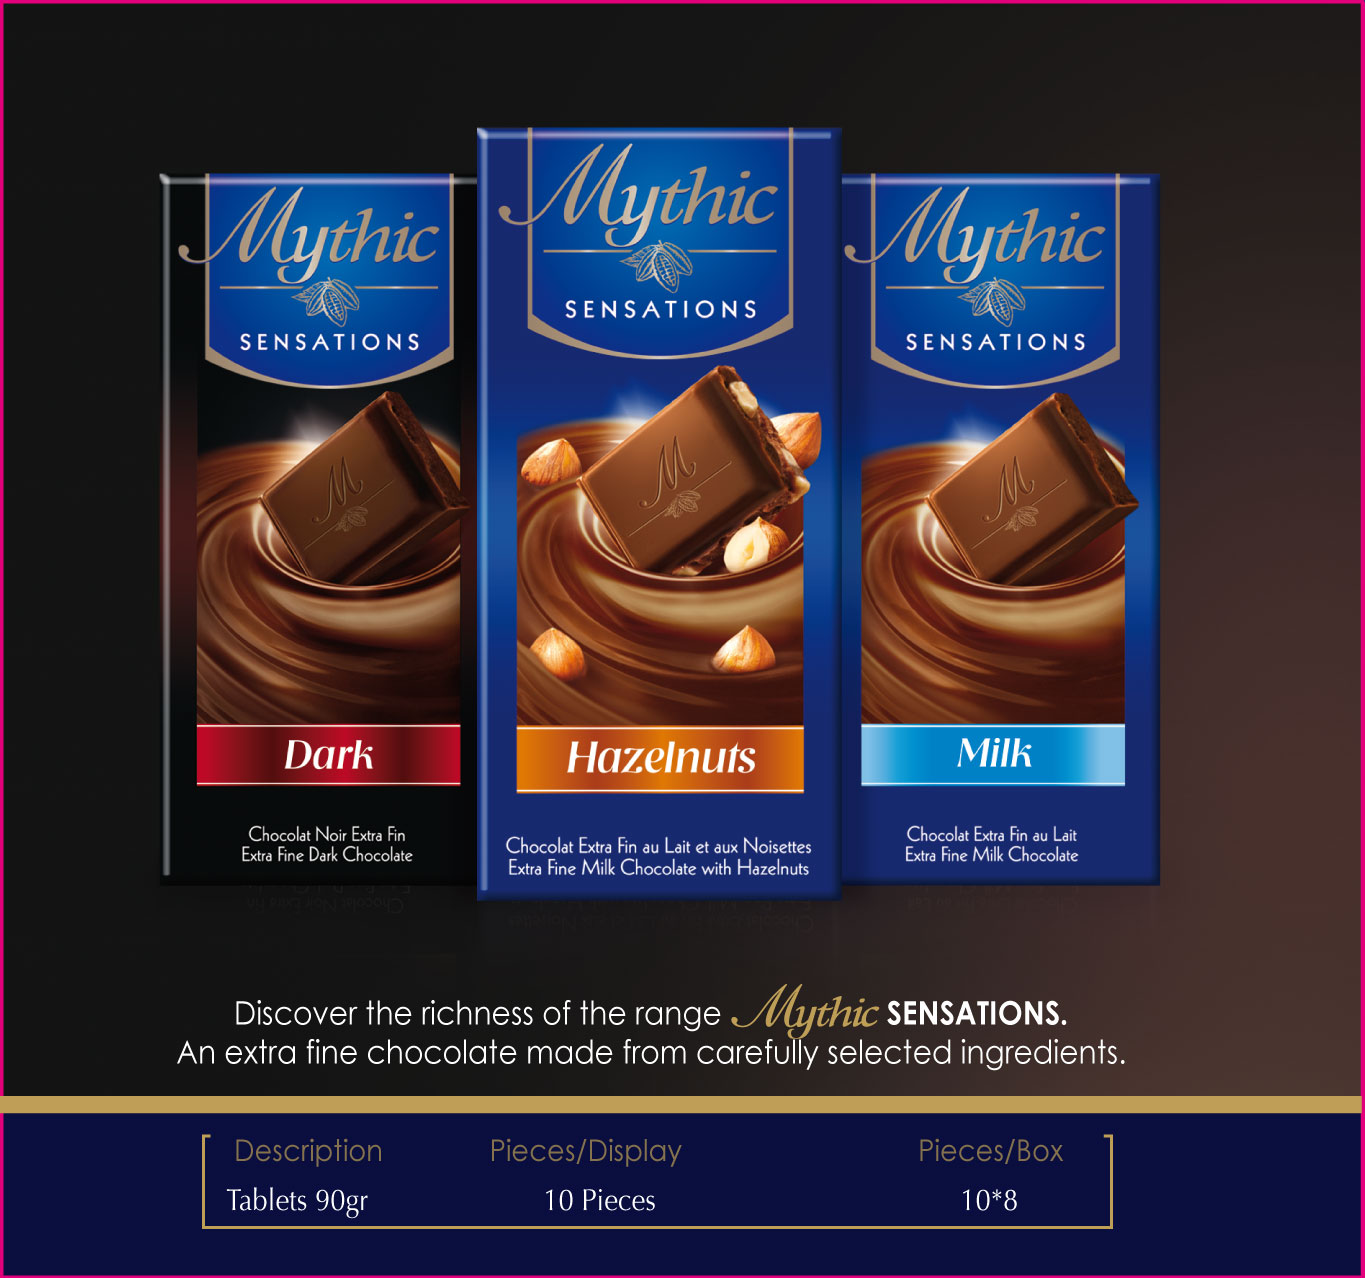 Mythic
SENSATIONS
Dark
Chocolat Noir Extra Fin
Extra Fine Dark Chocolate
Mythic
SENSATIONS
M
Hazelnuts
Chocolat Extra Fin au Lait et aux Noisettes
Extra Fine Milk Chocolate with Hazelnuts
Mythic
SENSATIONS
M
Milk
Chocolat Extra Fin au Lait
Extra Fine Milk Chocolate
M
Discover the richness of the range Mythic SENSATIONS.
An extra fine chocolate made from carefully selected ingredients.
Description Pieces/Display Pieces/Box
Tablets 90gr 10 Pieces 10*8